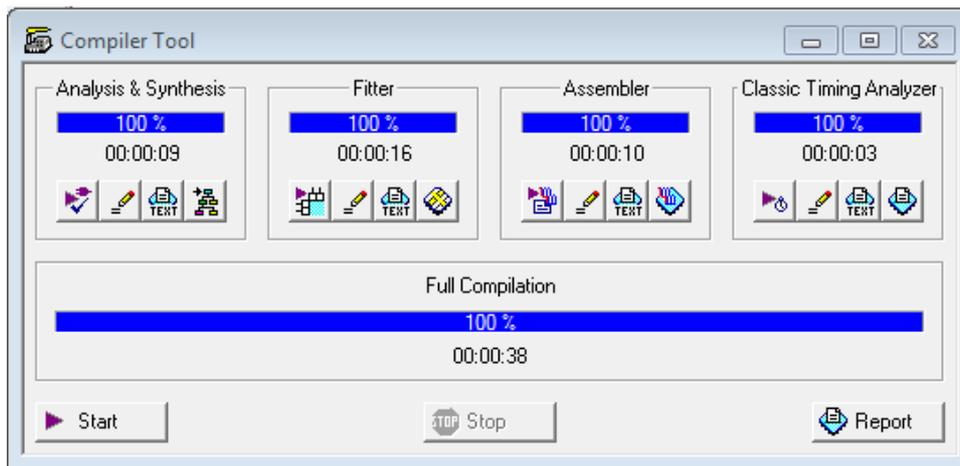 Compiler Tool
Analysis & Synthesis Fitter Assembler Classic Timing Analyzer
100 % 100 % 100 % 100 %
00:00:09 00:00:16 00:00:10 00:00:03
TEXT TEXT TEXT TEXT
Full Compilation
100 %
00:00:38
Start STOP Stop Report